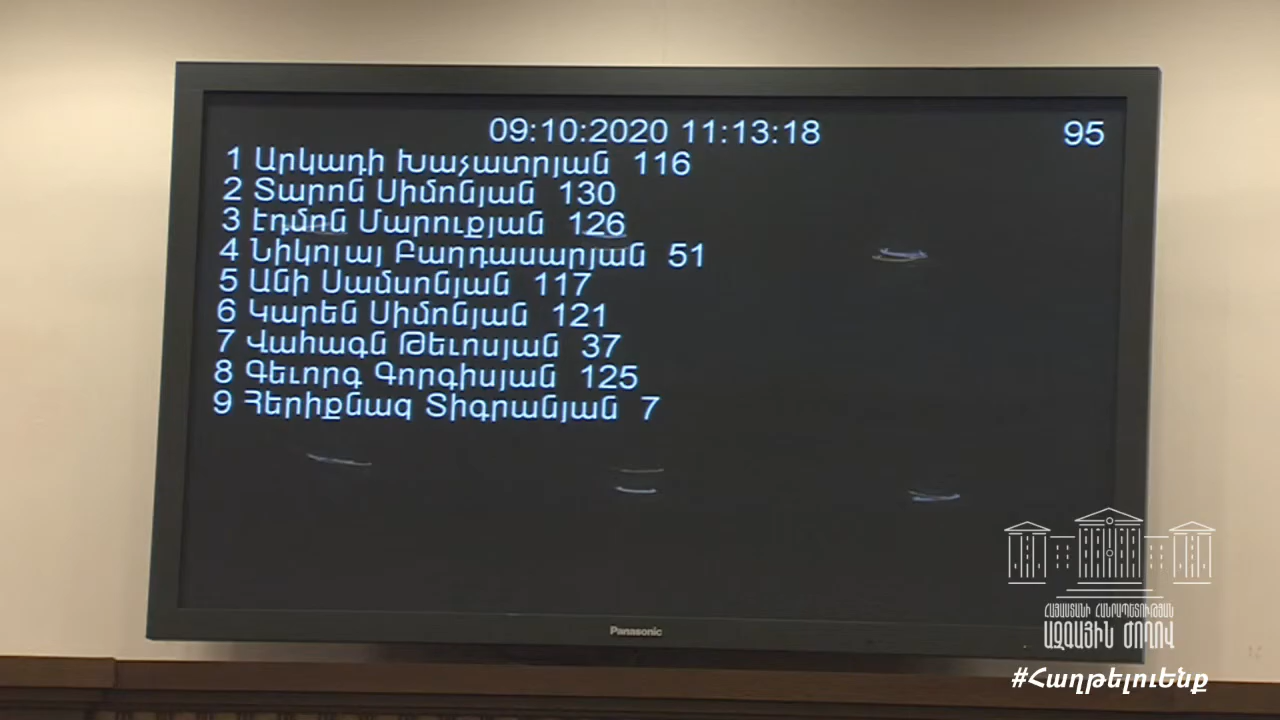 09:10:2020 11:13:18 95
1 Արկադի Խաչատրյան 116
2 Տարոն Սիմոնյան 130
3 Էդմոն Մարուքյան 126
4 Նիկոլայ Բաղդասարյան 51
5 Անի Սամսոնյան 117
6 Կարեն Սիմոնյան 121
7 Վահագն Թեւոսյան 37
8 Գեւորգ Գորգիսյան 125
9 Հերիքնազ Տիգրանյան 7
Panasonic
ՀԱՅԱՍՏԱՆԻ ՀԱՆՐԱՊԵՏՈՒԹՅԱՆ
ԱԶԳԱՅԻՆ ԺՈՂՈՎ
#Հաղթելուենք